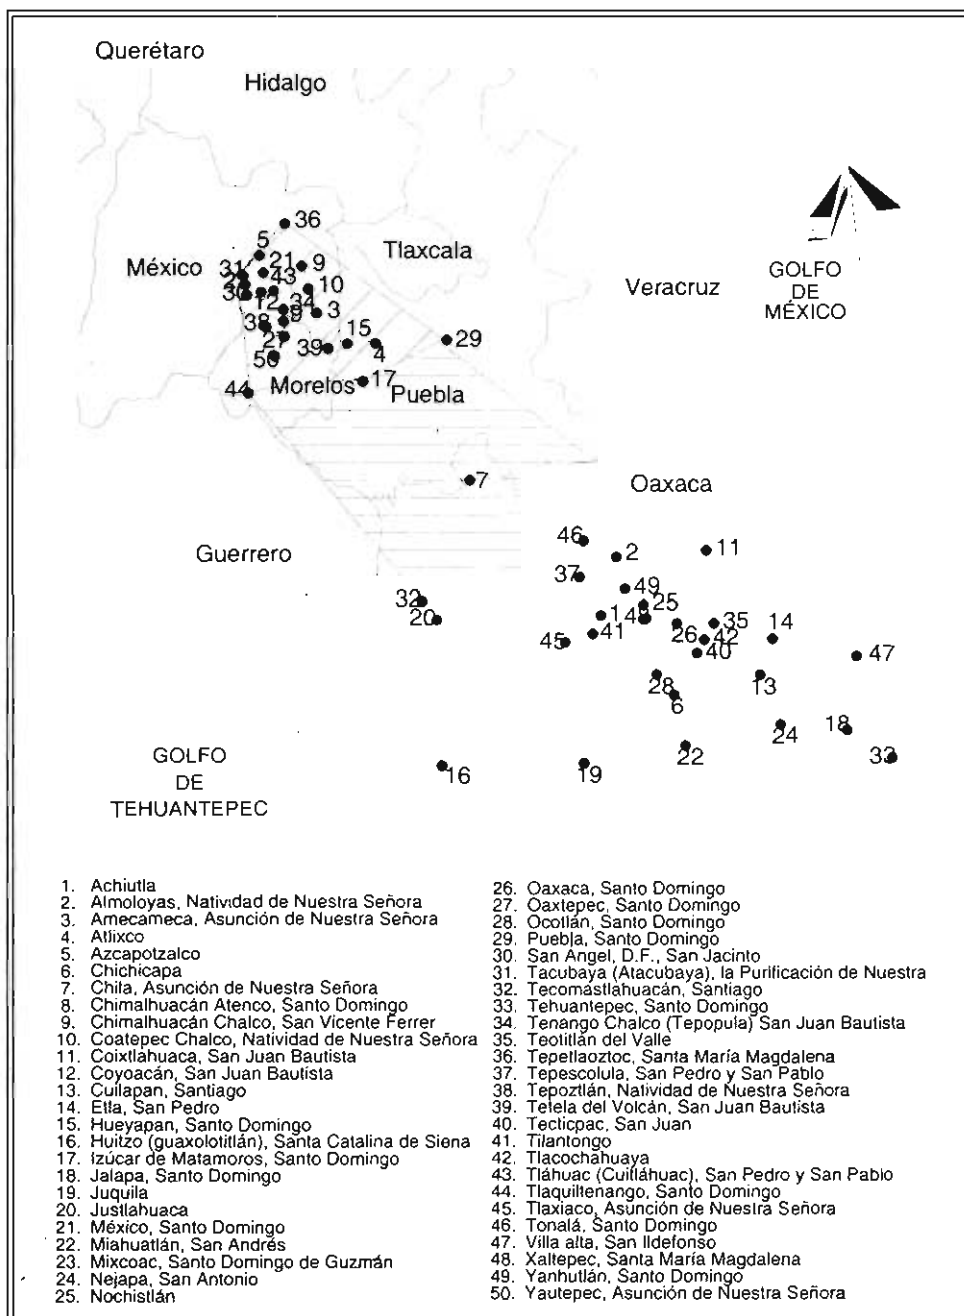 Querétaro
Hidalgo
36
5
Tlaxcala
México
31
21
9
43
10
30
12
34
3
Veracruz
GOLFO
DE
MÉXICO
38
27
39
15
4
29
50
44
Morelos
17
Puebla
7
Oaxaca
Guerrero
46
2
11
37
49
32
20
1
25
45
41
26
35
42
40
14
47
28
6
13
22
24
18
33
16
19
GOLFO
DE
TEHUANTEPEC
1. Achiutla
2. Almoloyas, Natividad de Nuestra Señora
3. Amecameca, Asunción de Nuestra Señora
4. Atlixco
5. Azcapotzalco
6. Chichicapa
7. Chila, Asunción de Nuestra Señora
8. Chimalhuacán Atenco, Santo Domingo
9. Chimalhuacán Chalco, San Vicente Ferrer
10. Coatepec Chalco, Natividad de Nuestra Señora
11. Coixtlahuaca, San Juan Bautista
12. Coyoacán, San Juan Bautista
13. Cuilapan, Santiago
14. Etla, San Pedro
15. Hueyapan, Santo Domingo
16. Huitzo (guaxolotitlán), Santa Catalina de Siena
17. Izúcar de Matamoros, Santo Domingo
18. Jalapa, Santo Domingo
19. Juquila
20. Justlahuaca
21. México, Santo Domingo
22. Miahuatlán, San Andrés
23. Mixcoac, Santo Domingo de Guzmán
24. Nejapa, San Antonio
25. Nochistlán
26. Oaxaca, Santo Domingo
27. Oaxtepec, Santo Domingo
28. Ocotlán, Santo Domingo
29. Puebla, Santo Domingo
30. San Angel, D.F., San Jacinto
31. Tacubaya (Atacubaya), la Purificación de Nuestra
32. Tecomastlahuacán, Santiago
33. Tehuantepec, Santo Domingo
34. Tenango Chalco (Tepopula) San Juan Bautista
35. Teotitlán del Valle
36. Tepetlaoztoc, Santa María Magdalena
37. Tepescolula, San Pedro y San Pablo
38. Tepoztlán, Natividad de Nuestra Señora
39. Tetela del Volcán, San Juan Bautista
40. Tecticpac, San Juan
41. Tilantongo
42. Tlacochahuaya
43. Tláhuac (Cuitláhuac), San Pedro y San Pablo
44. Tlaquiltenango, Santo Domingo
45. Tlaxiaco, Asunción de Nuestra Señora
46. Tonalá, Santo Domingo
47. Villa alta, San Ildefonso
48. Xaltepec, Santa María Magdalena
49. Yanhutlán, Santo Domingo
50. Yautepec, Asunción de Nuestra Señora